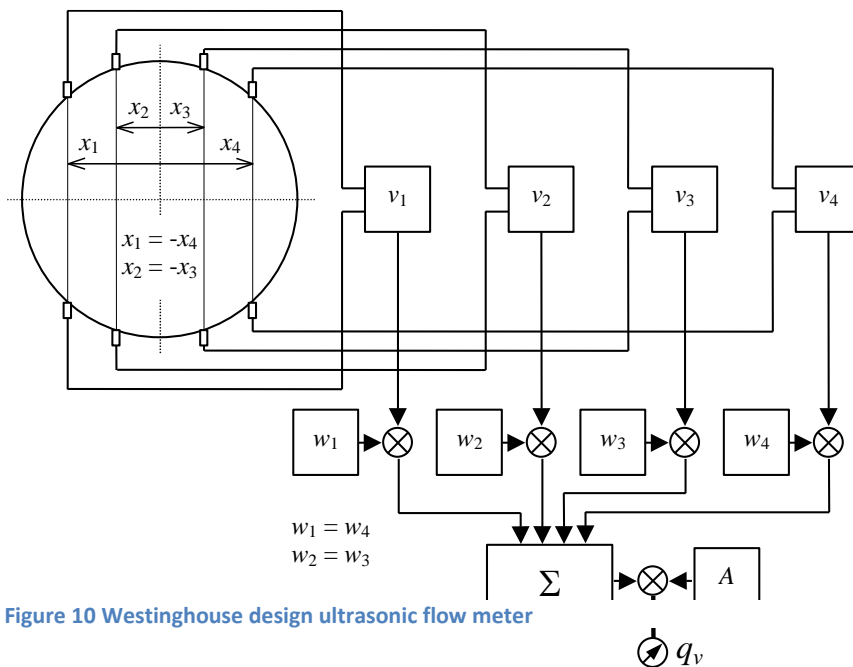 x2 x3
x1 x4
x1 = -x4
x2 = -x3
v1 v2 v3 v4
w1 w2 w3 w4
w1 = w4
w2 = w3
Σ A
Figure 10 Westinghouse design ultrasonic flow meter
qv